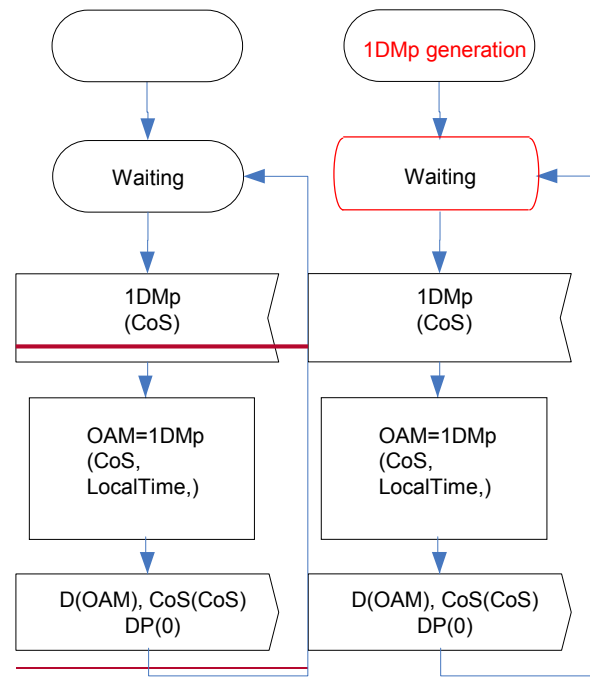 1DMp generation
Waiting
Waiting
1DMp
(CoS)
1DMp
(CoS)
OAM=1DMp
(CoS,
LocalTime,)
OAM=1DMp
(CoS,
LocalTime,)
D(OAM), CoS(CoS)
DP(0)
D(OAM), CoS(CoS)
DP(0)